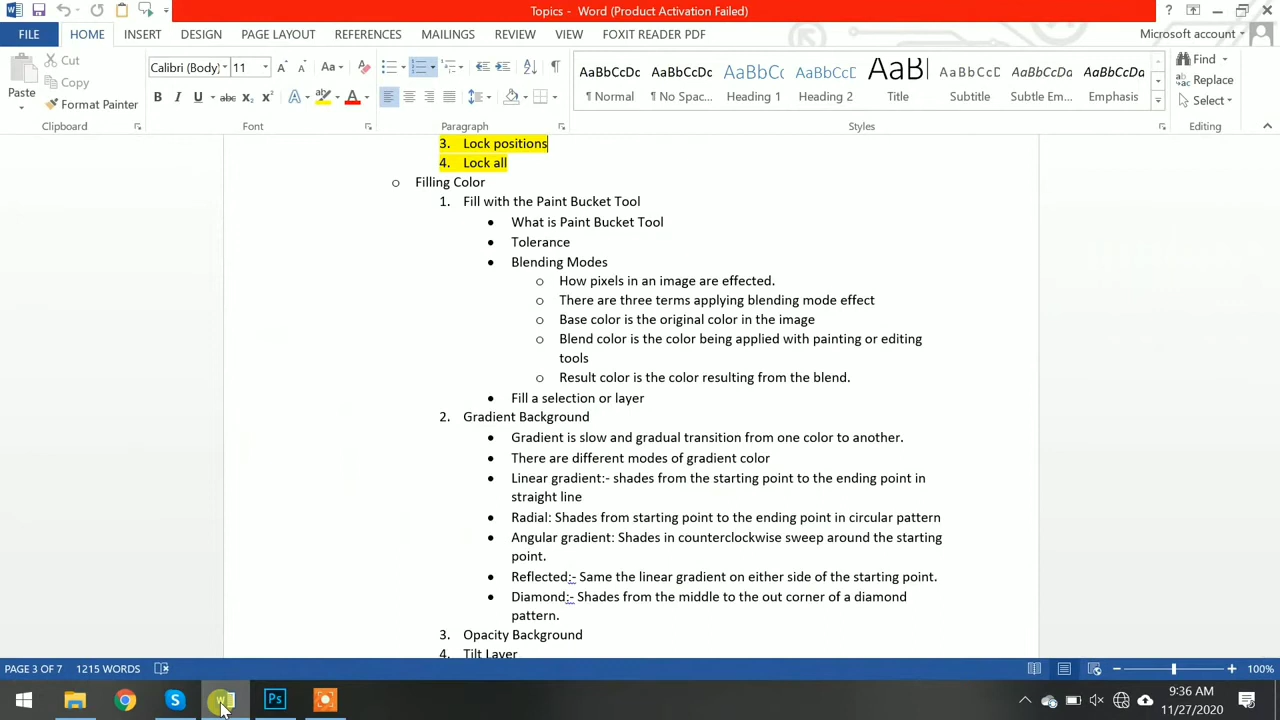 Topics - Word (Product Activation Failed)
FILE HOME INSERT DESIGN PAGE LAYOUT REFERENCES MAILINGS REVIEW VIEW FOXIT READER PDF Microsoft account
Cut
Copy
Format Painter
Paste
Clipboard
Calibri (Body) 11
Font
Paragraph
AaBbCcDc AaBbCcDc AaBbCc AaBbCcD AaB AaBbCcD AaBbCcDc AaBbCcDc
¶ Normal ¶ No Spac... Heading 1 Heading 2 Title Subtitle Subtle Em... Emphasis
Styles
Find
Replace
Select
Editing
3. Lock positions
4. Lock all
o Filling Color
1. Fill with the Paint Bucket Tool
• What is Paint Bucket Tool
• Tolerance
• Blending Modes
o How pixels in an image are effected.
o There are three terms applying blending mode effect
o Base color is the original color in the image
o Blend color is the color being applied with painting or editing
tools
o Result color is the color resulting from the blend.
• Fill a selection or layer
2. Gradient Background
• Gradient is slow and gradual transition from one color to another.
• There are different modes of gradient color
• Linear gradient:- shades from the starting point to the ending point in
straight line
• Radial: Shades from starting point to the ending point in circular pattern
• Angular gradient: Shades in counterclockwise sweep around the starting
point.
• Reflected:- Same the linear gradient on either side of the starting point.
• Diamond:- Shades from the middle to the out corner of a diamond
pattern.
3. Opacity Background
4. Tilt Layer
PAGE 3 OF 7 1215 WORDS 100%
9:36 AM
11/27/2020